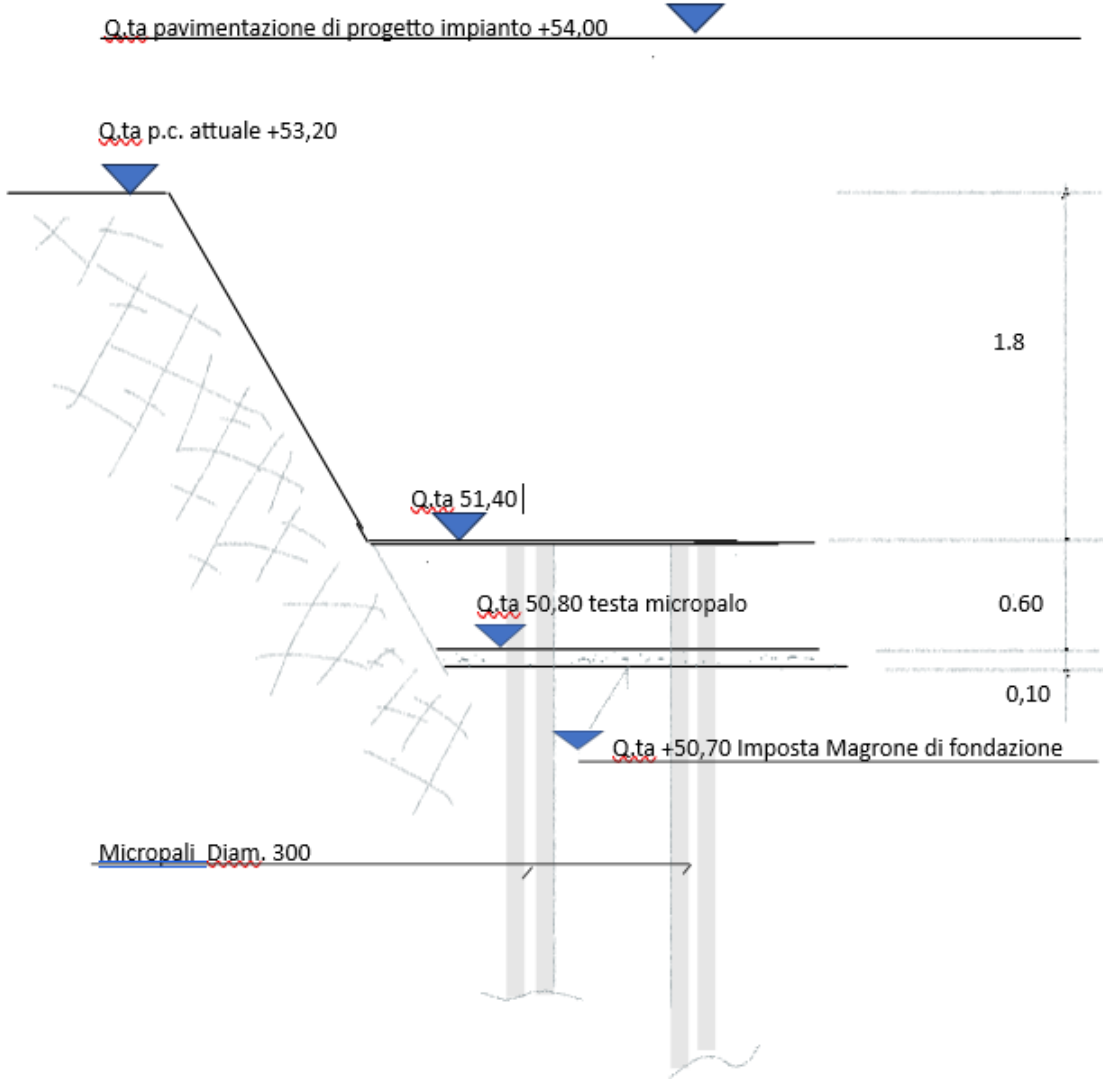 Q.ta pavimentazione di progetto impianto +54,00
Q.ta p.c. attuale +53,20
1.8
Q.ta 51,40
Q.ta 50,80 testa micropalo
0.60
0,10
Q.ta +50,70 Imposta Magrone di fondazione
Micropali Diam. 300